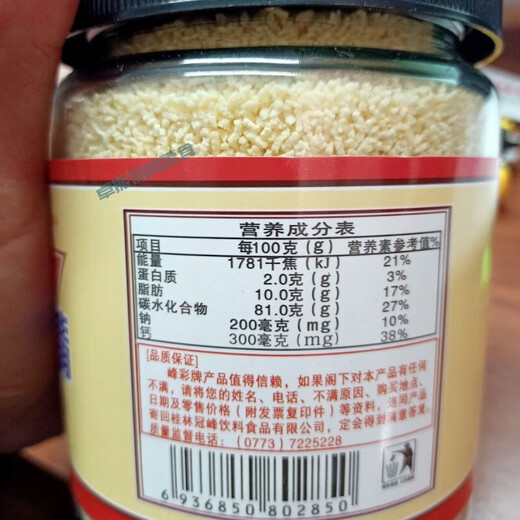 营养成分表
项目 每100克(g) 营养素参考值%
能量 1781千焦(kJ) 21%
蛋白质 2.0克(g) 3%
脂肪 10.0克(g) 17%
碳水化合物 81.0克(g) 27%
钠 200毫克(mg) 10%
钙 300毫克(mg) 38%
[品质保证]
峰彩牌产品值得信赖,如果阁下对本产品有任何
不满,请将您的姓名、电话、不满原因、购买地点、
日期及零售价格(附发票复印件)等资料,连同产品
寄回桂林冠峰饮料食品有限公司,定会得到满意答复。
质量监督电话:(0773)7225228
6 936850 802850